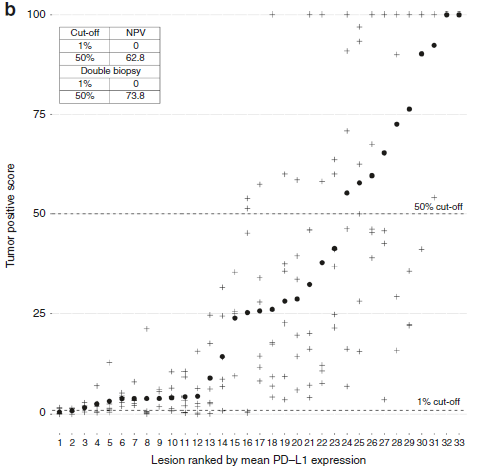 b
Cut-off NPV
1% 0
50% 62.8
Double biopsy
1% 0
50% 73.8
Tumor positive score
100
75
50
25
0
50% cut-off
1% cut-off
1 2 3 4 5 6 7 8 9 10 11 12 13 14 15 16 17 18 19 20 21 22 23 24 25 26 27 28 29 30 31 32 33
Lesion ranked by mean PD–L1 expression